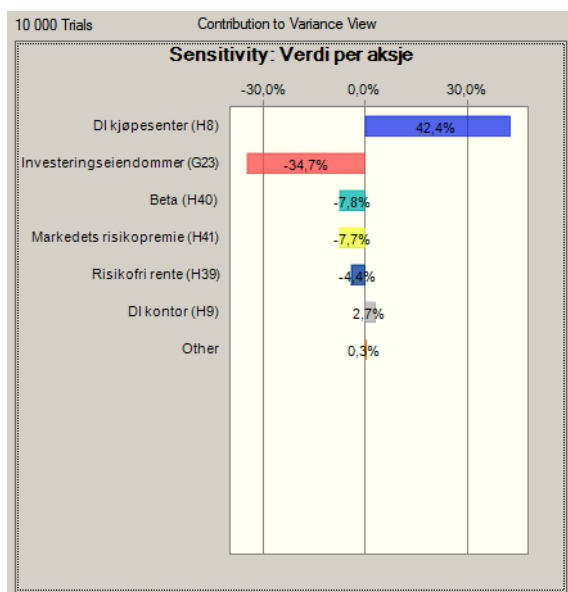 10 000 Trials Contribution to Variance View
Sensitivity: Verdi per aksje
-30,0% 0,0% 30,0%
DI kjøpesenter (H8) 42,4%
Investeringseiendommer (G23) -34,7%
Beta (H40) -7,8%
Markedets risikopremie (H41) -7,7%
Risikofri rente (H39) -4,4%
DI kontor (H9) 2,7%
Other 0,3%